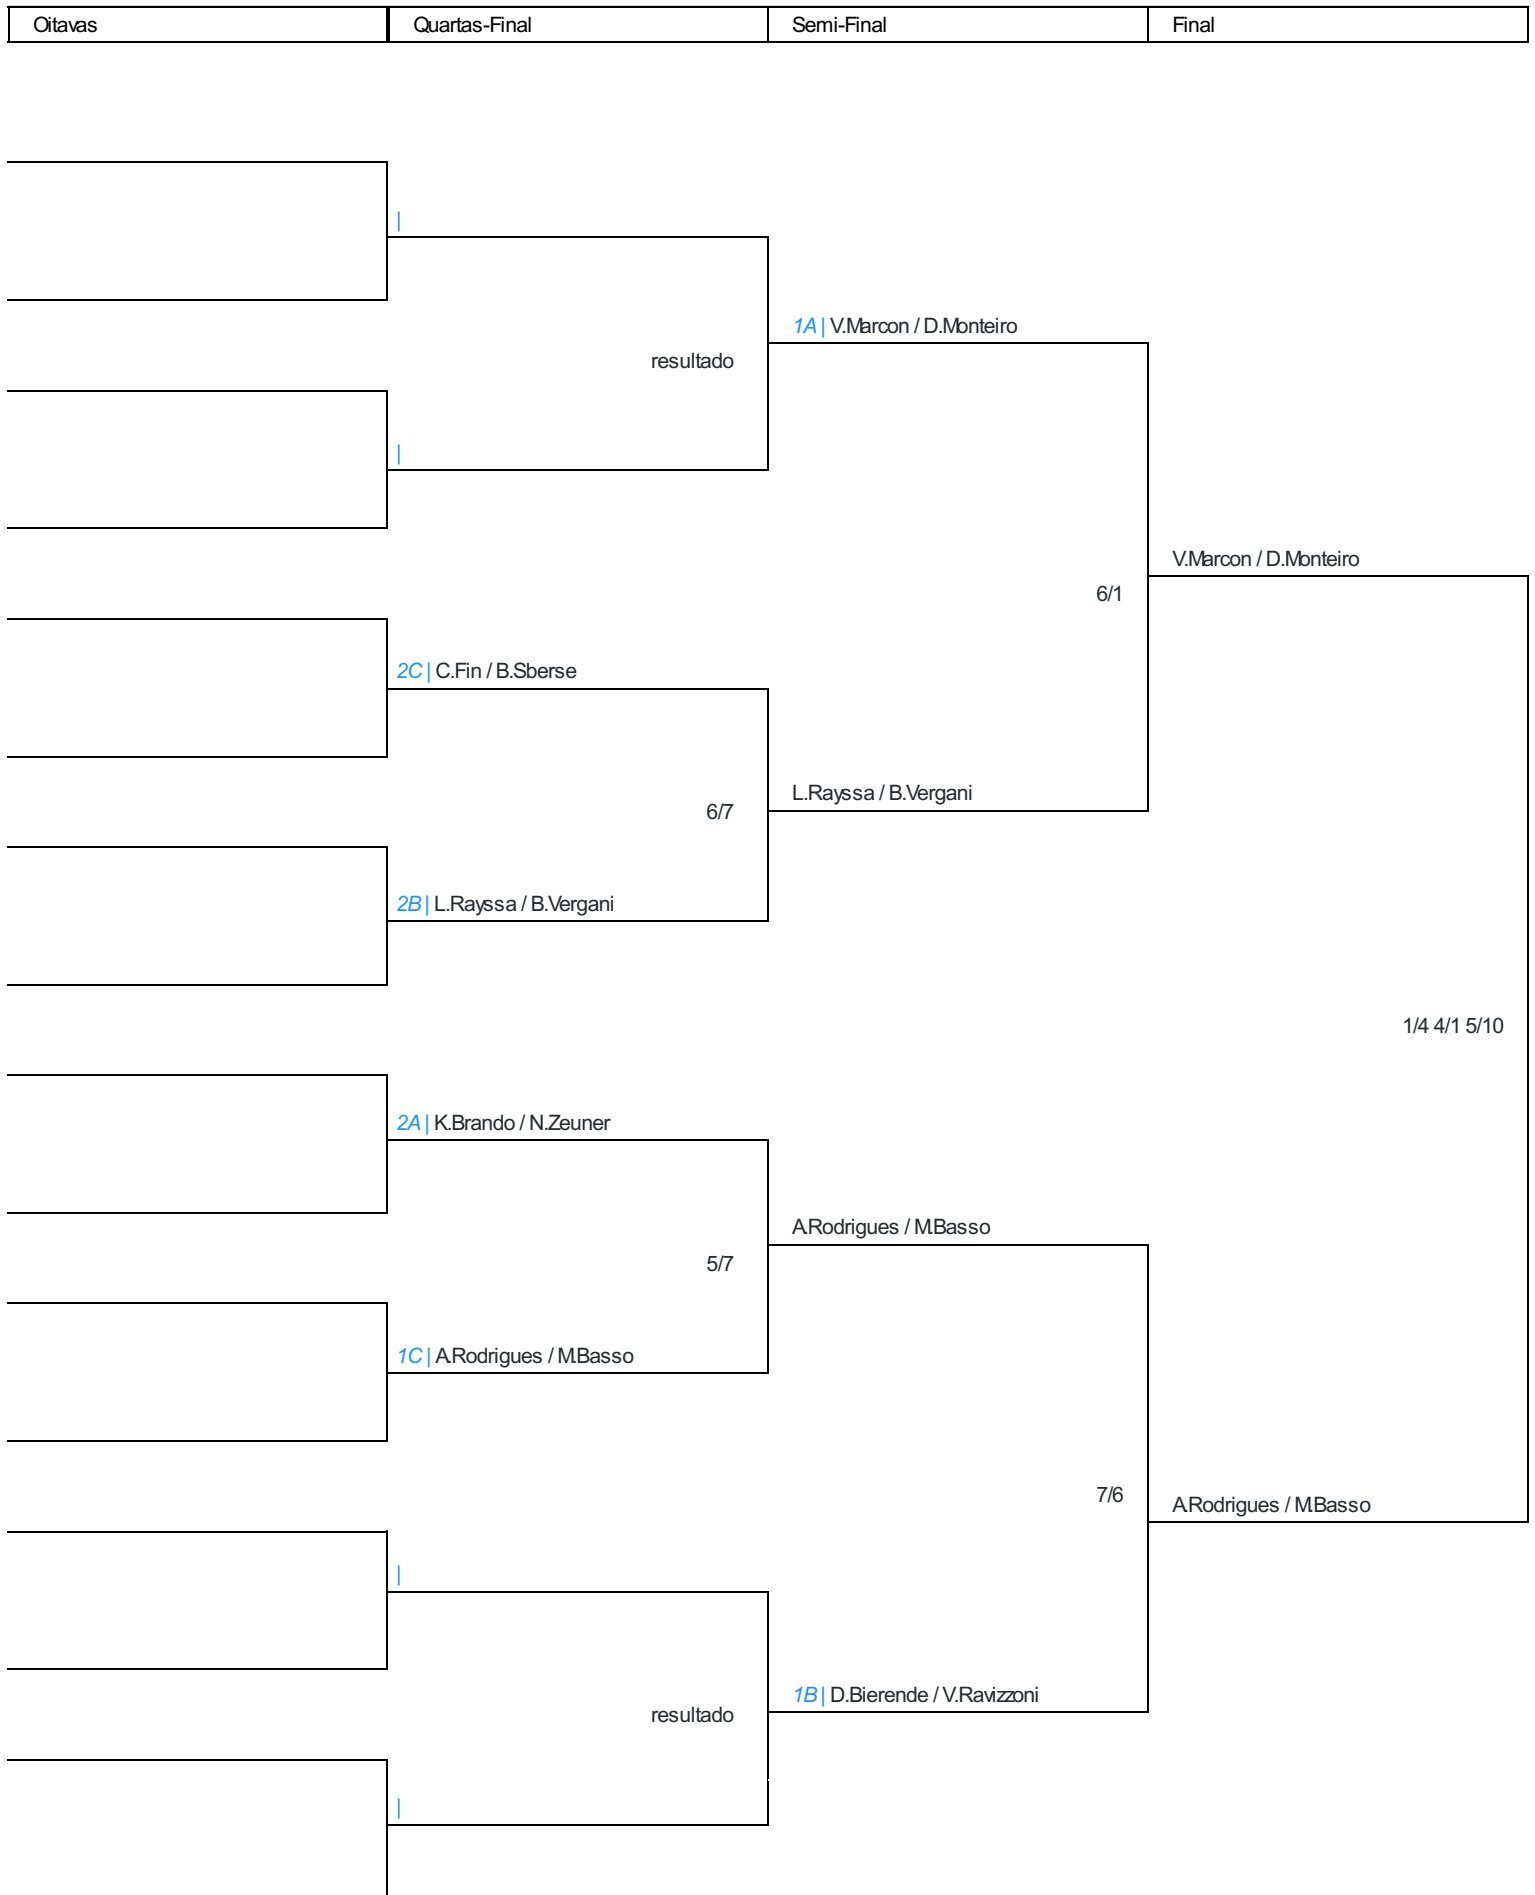 Oitavas Quartas-Final Semi-Final Final
|
1A | V.Marcon / D.Monteiro
resultado
|
V.Marcon / D.Monteiro
6/1
2C | C.Fin / B.Sberse
L.Rayssa / B.Vergani
6/7
2B | L.Rayssa / B.Vergani
1/4 4/1 5/10
2A | K.Brando / N.Zeuner
A.Rodrigues / M.Basso
5/7
1C | A.Rodrigues / M.Basso
7/6
A.Rodrigues / M.Basso
|
1B | D.Bierende / V.Ravizzoni
resultado
|